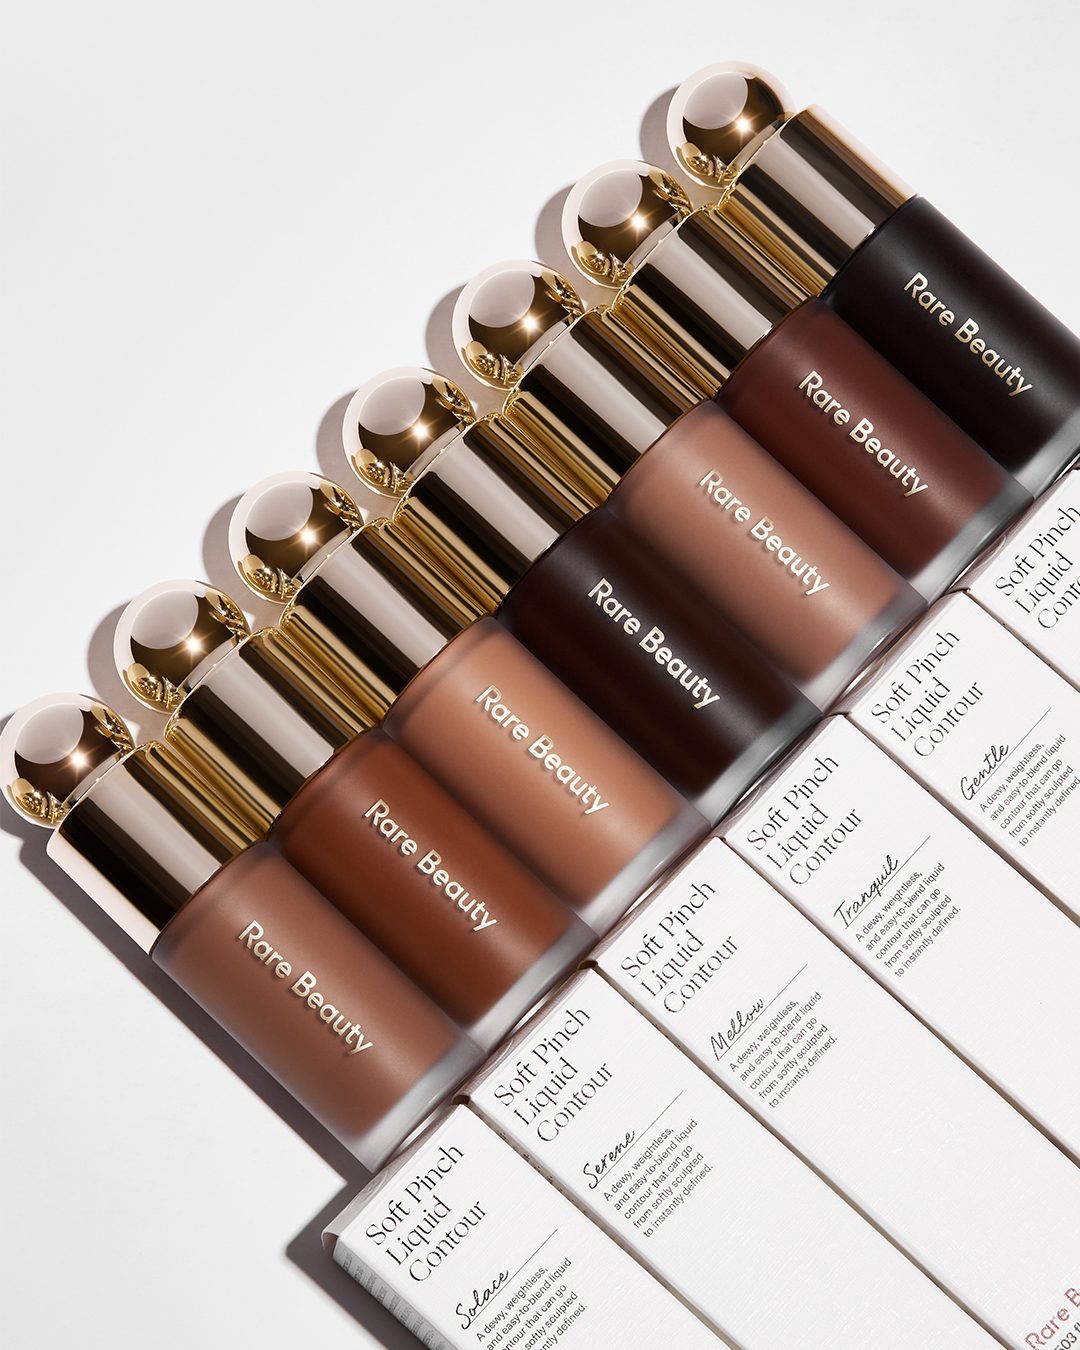 Rare Beauty
Rare Beauty
Rare Beauty
Rare Beauty
Rare Beauty
Rare Beauty
Rare Beauty
Soft Pinch
Liquid
Contour
Solace
A dewy, weightless,
and easy-to-blend liquid
contour that can go
from softly sculpted
to instantly defined.
Soft Pinch
Liquid
Contour
Serene
A dewy, weightless,
and easy-to-blend liquid
contour that can go
from softly sculpted
to instantly defined.
Soft Pinch
Liquid
Contour
Mellow
A dewy, weightless,
and easy-to-blend liquid
contour that can go
from softly sculpted
to instantly defined.
Soft Pinch
Liquid
Contour
Tranquil
A dewy, weightless,
and easy-to-blend liquid
contour that can go
from softly sculpted
to instantly defined.
Soft Pinch
Liquid
Contour
Gentle
A dewy, weightless,
and easy-to-blend liquid
contour that can go
from softly sculpted
to instantly defined.
Soft Pinch
Liquid
Conto
Rare B
503 fl